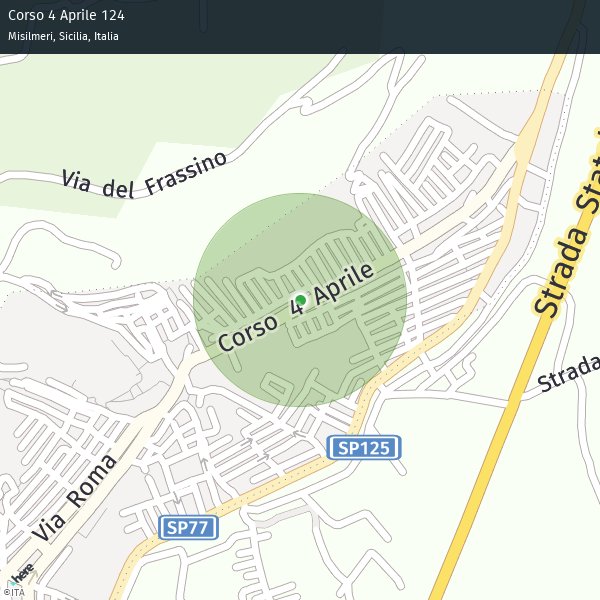 Corso 4 Aprile 124
Misilmeri, Sicilia, Italia
Via del Frassino
Strada Stat
Corso 4 Aprile
Strada
SP125
Via Roma
SP77
here
©ITA